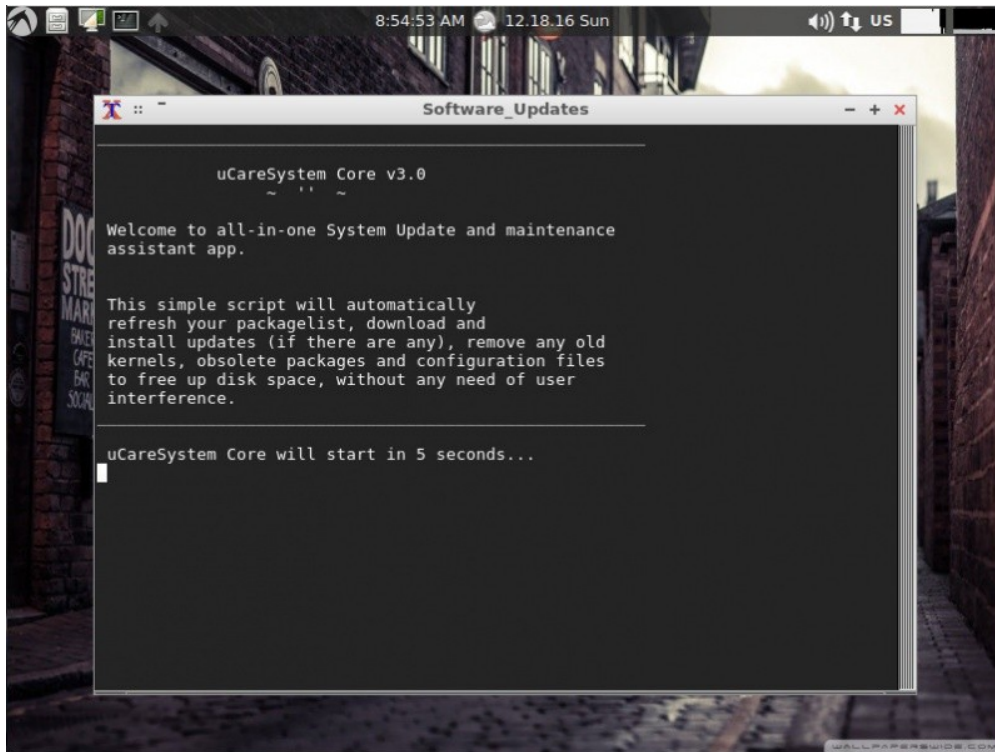 8:54:53 AM 12.18.16 Sun US
Software_Updates
uCareSystem Core v3.0
~ '' ~
Welcome to all-in-one System Update and maintenance
assistant app.
This simple script will automatically
refresh your packagelist, download and
install updates (if there are any), remove any old
kernels, obsolete packages and configuration files
to free up disk space, without any need of user
interference.
uCareSystem Core will start in 5 seconds...
BAR
WALLPAPERSWIDE.COM